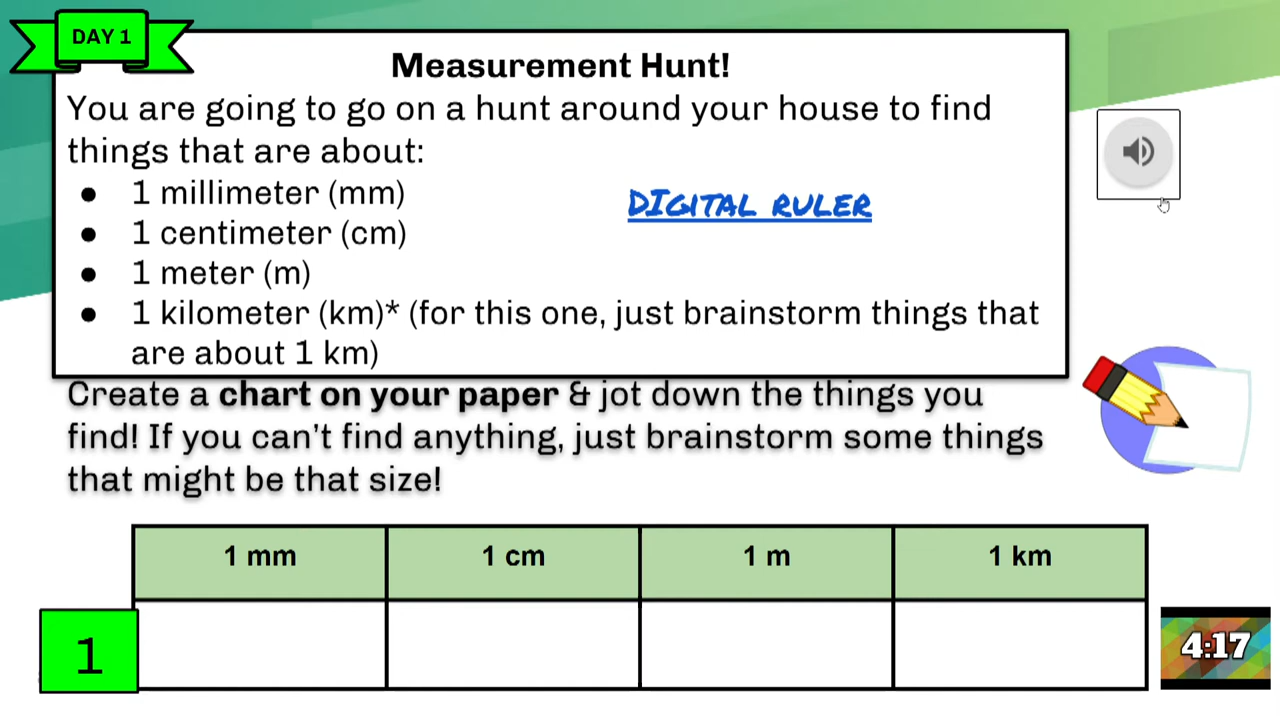 DAY 1
Measurement Hunt!
You are going to go on a hunt around your house to find
things that are about:
● 1 millimeter (mm)
● 1 centimeter (cm)
● 1 meter (m)
● 1 kilometer (km)* (for this one, just brainstorm things that
are about 1 km)
DIGITAL RULER
Create a chart on your paper & jot down the things you
find! If you can't find anything, just brainstorm some things
that might be that size!
1 mm 1 cm 1 m 1 km
1
4:17